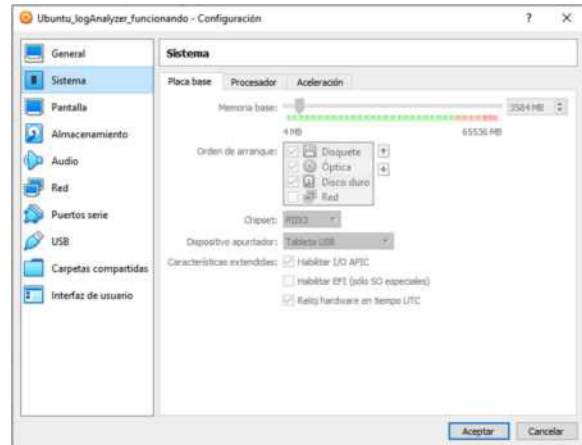 Ubuntu_logAnalyzer_funcionando - Configuración
General
Sistema
Pantalla
Almacenamiento
Audio
Red
Puertos serie
USB
Carpetas compartidas
Interfaz de usuario
Sistema
Placa base Procesador Aceleración
Memoria base: 3584 MB
4 MB 65536 MB
Orden de arranque: Disquete
Óptica
Disco duro
Red
Chipset: PIIX3
Dispositivo apuntador: Tableta USB
Características extendidas: Habilitar I/O APIC
Habilitar EFI (sólo SO especiales)
Reloj hardware en tiempo UTC
Aceptar Cancelar